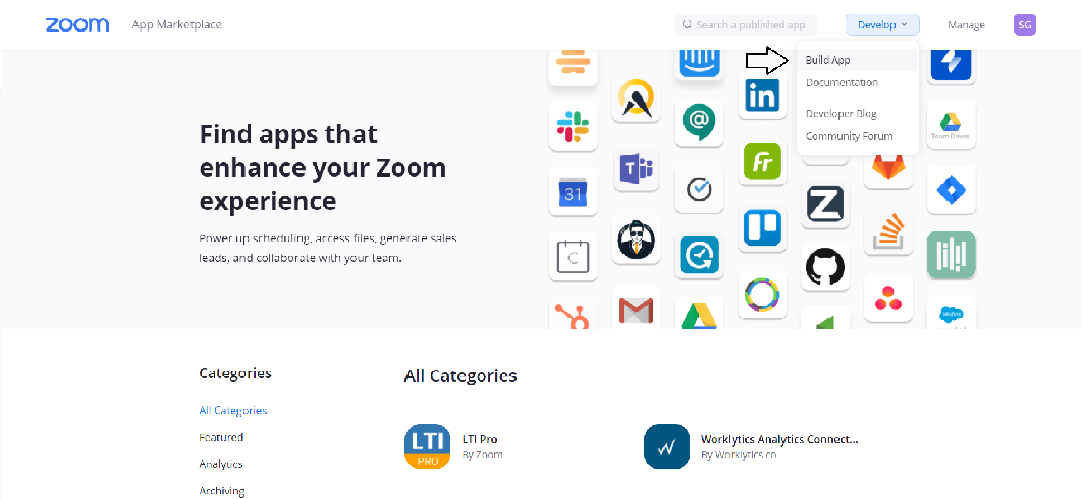 zoom
App Marketplace
Search a published app
Develop
Manage
SG
Build App
Documentation
Developer Blog
Community Forum
Find apps that
enhance your Zoom
experience
Power up scheduling, access files, generate sales
leads, and collaborate with your team.
31
C
Fr
Z
Team Drives
salesforce
Categories
All Categories
Featured
Analytics
Archiving
All Categories
LTI
PRO
LTI Pro
By Zoom
Worklytics Analytics Connect...
By Worklytics.co